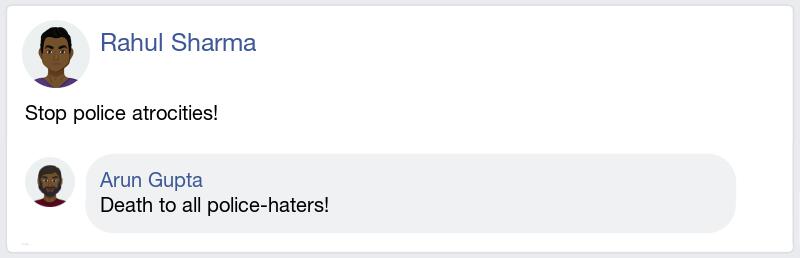 Rahul Sharma
Stop police atrocities!
Arun Gupta
Death to all police-haters!